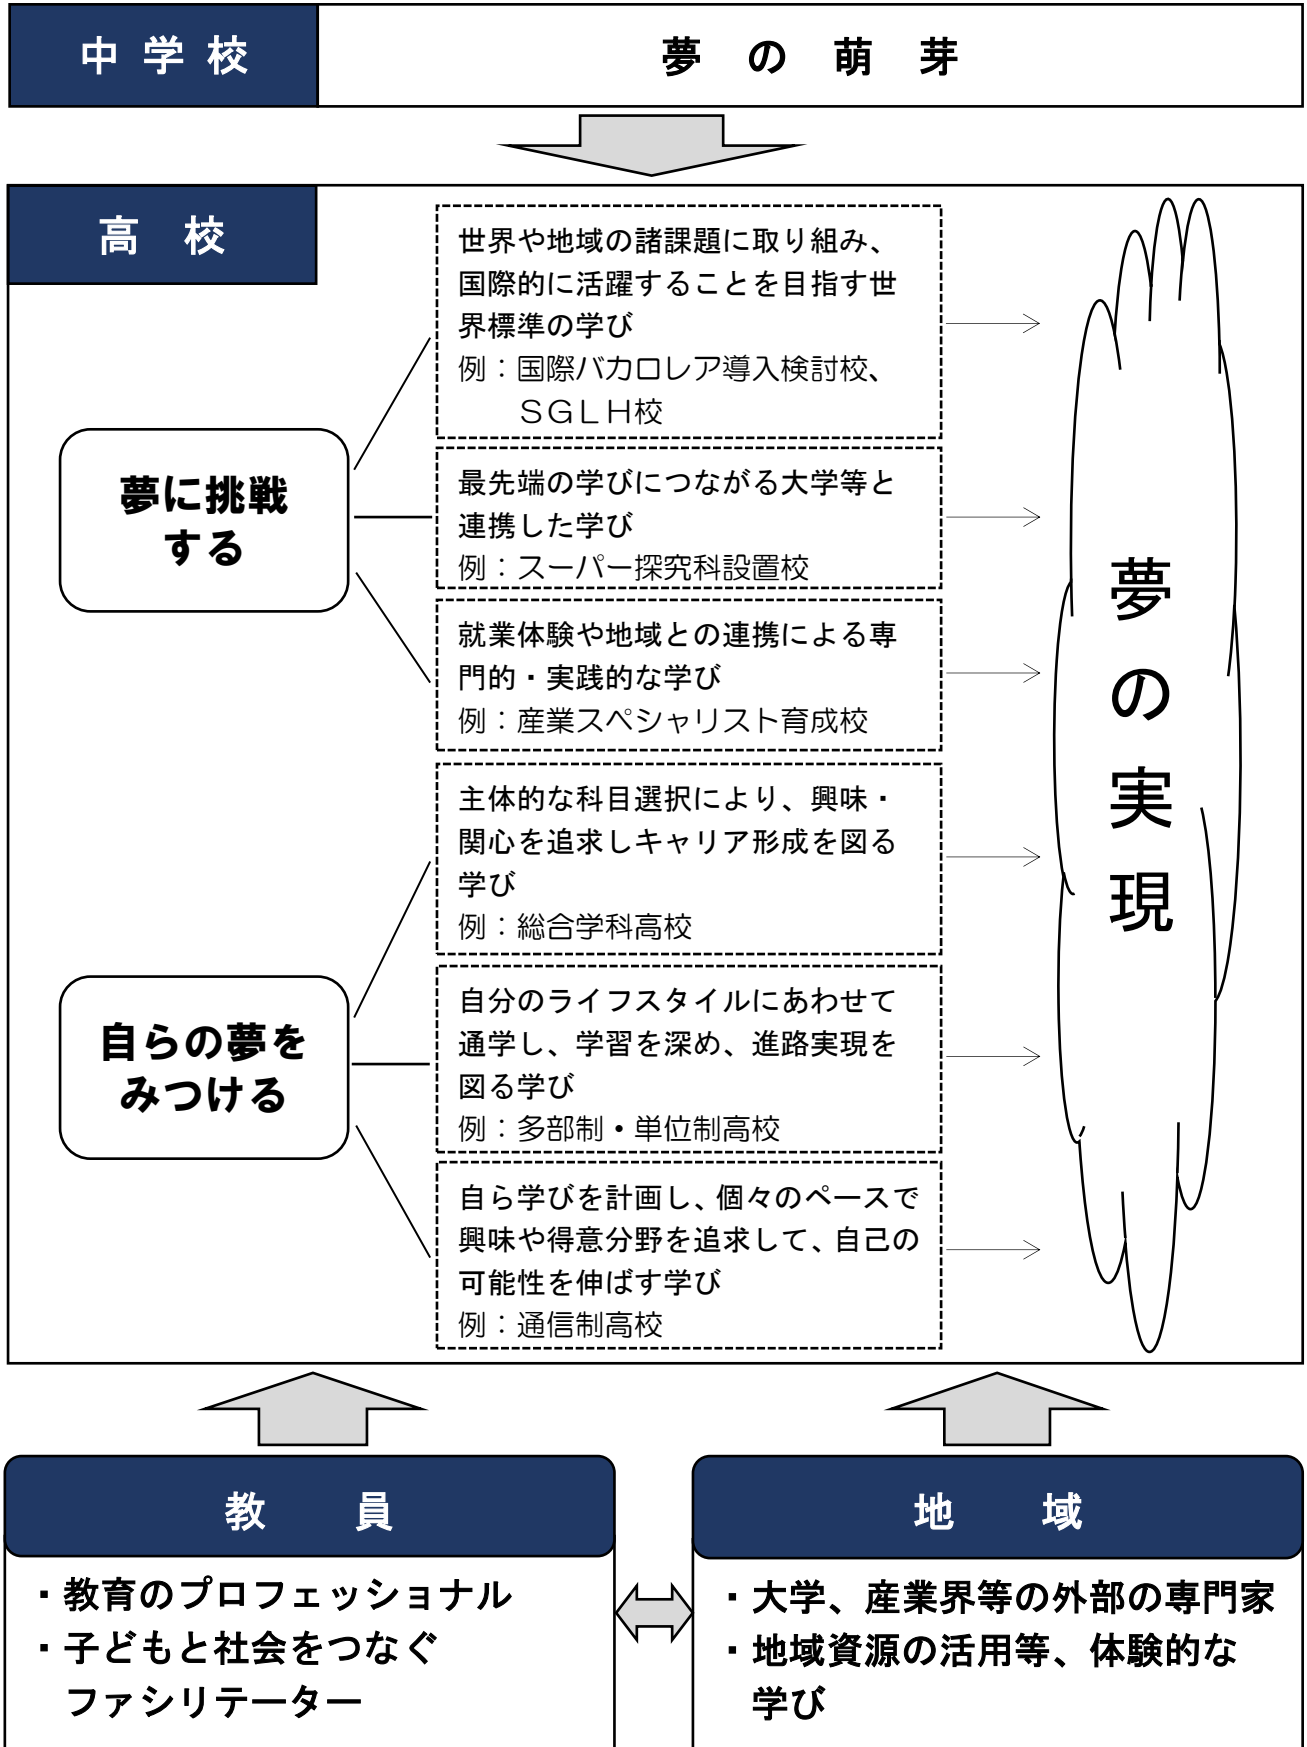 中学校
夢の萌芽
高校
世界や地域の諸課題に取り組み、
国際的に活躍することを目指す世
界標準の学び
例：国際バカロレア導入検討校、
ＳＧＬＨ校
最先端の学びにつながる大学等と
連携した学び
例：スーパー探究科設置校
就業体験や地域との連携による専
門的・実践的な学び
例：産業スペシャリスト育成校
夢に挑戦
する
主体的な科目選択により、興味・
関心を追求しキャリア形成を図る
学び
例：総合学科高校
自分のライフスタイルにあわせて
通学し、学習を深め、進路実現を
図る学び
例：多部制・単位制高校
自ら学びを計画し、個々のペースで
興味や得意分野を追求して、自己の
可能性を伸ばす学び
例：通信制高校
自らの夢を
みつける
夢の実現
教員
・教育のプロフェッショナル
・子どもと社会をつなぐ
ファシリテーター
地域
・大学、産業界等の外部の専門家
・地域資源の活用等、体験的な
学び